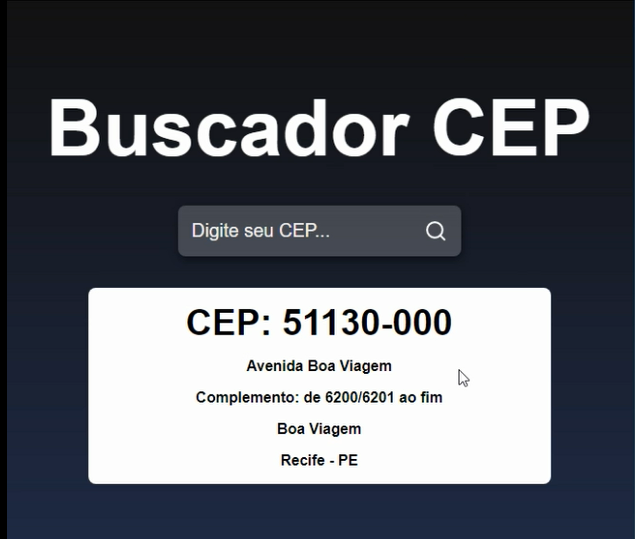 Buscador CEP
Digite seu CEP...
CEP: 51130-000
Avenida Boa Viagem
Complemento: de 6200/6201 ao fim
Boa Viagem
Recife - PE